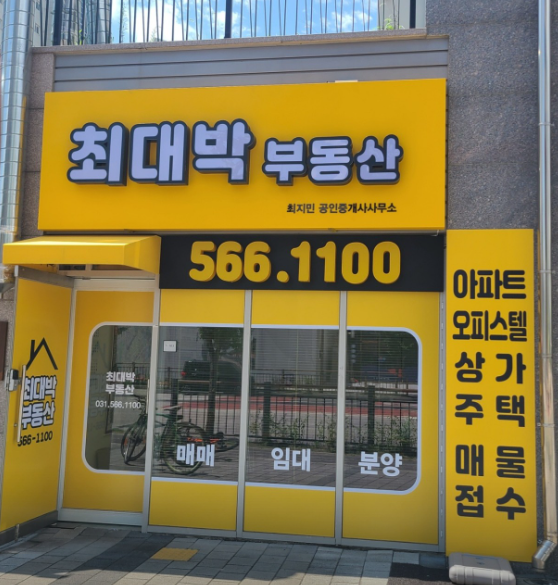 최대박 부동산
최지민 공인중개사사무소
566.1100
아파트
오피스텔
상가
주택
매물
접수
최대박
부동산
566-1100
최대박
부동산
031.566.1100
매매 임대 분양